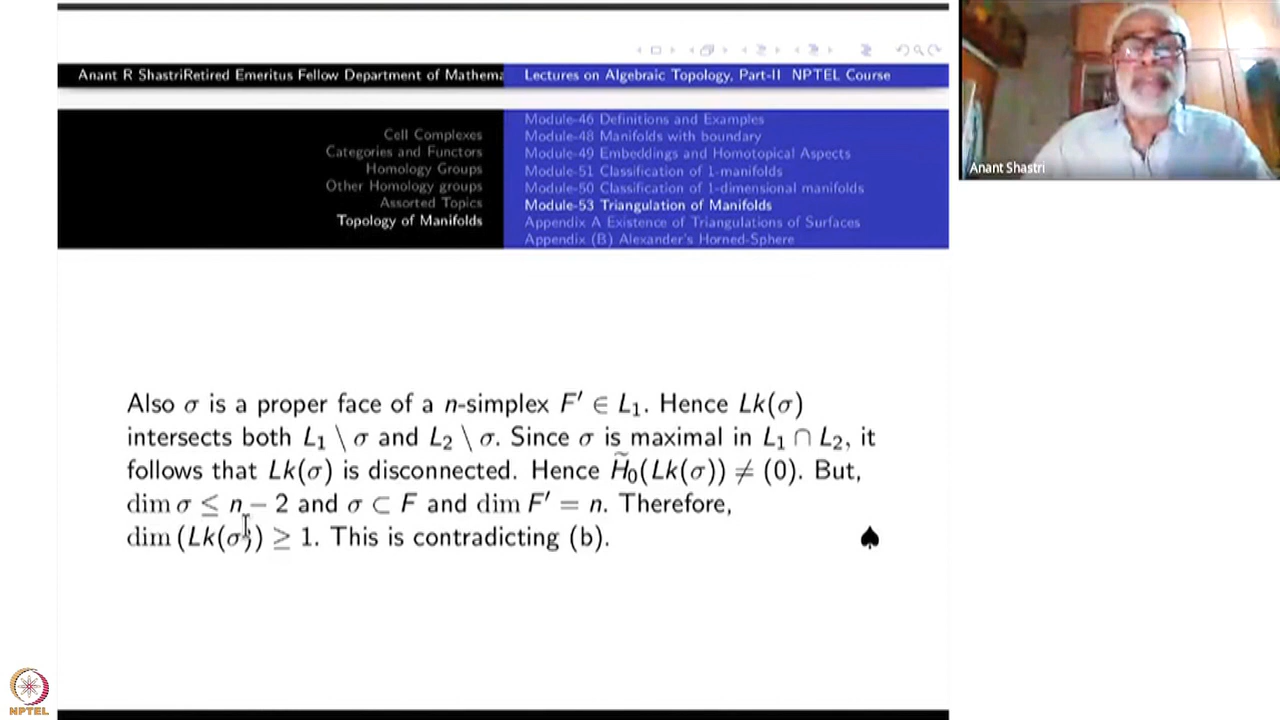 Anant R ShastriRetired Emeritus Fellow Department of Mathema
Lectures on Algebraic Topology, Part-II NPTEL Course
Cell Complexes
Categories and Functors
Homology Groups
Other Homology groups
Assorted Topics
Topology of Manifolds
Module-46 Definitions and Examples
Module-48 Manifolds with boundary
Module-49 Embeddings and Homotopical Aspects
Module-51 Classification of 1-manifolds
Module-50 Classification of 1-dimensional manifolds
Module-53 Triangulation of Manifolds
Appendix A Existence of Triangulations of Surfaces
Appendix (B) Alexander's Horned-Sphere
Anant Shastri
Also σ is a proper face of a n-simplex F′ ∈ L₁. Hence Lk(σ)
intersects both L₁ \ σ and L₂ \ σ. Since σ is maximal in L₁ ∩ L₂, it
follows that Lk(σ) is disconnected. Hence H̃₀(Lk(σ)) ≠ (0). But,
dim σ ≤ n − 2 and σ ⊂ F and dim F′ = n. Therefore,
dim (Lk(σ)) ≥ 1. This is contradicting (b). ♠
NPTEL